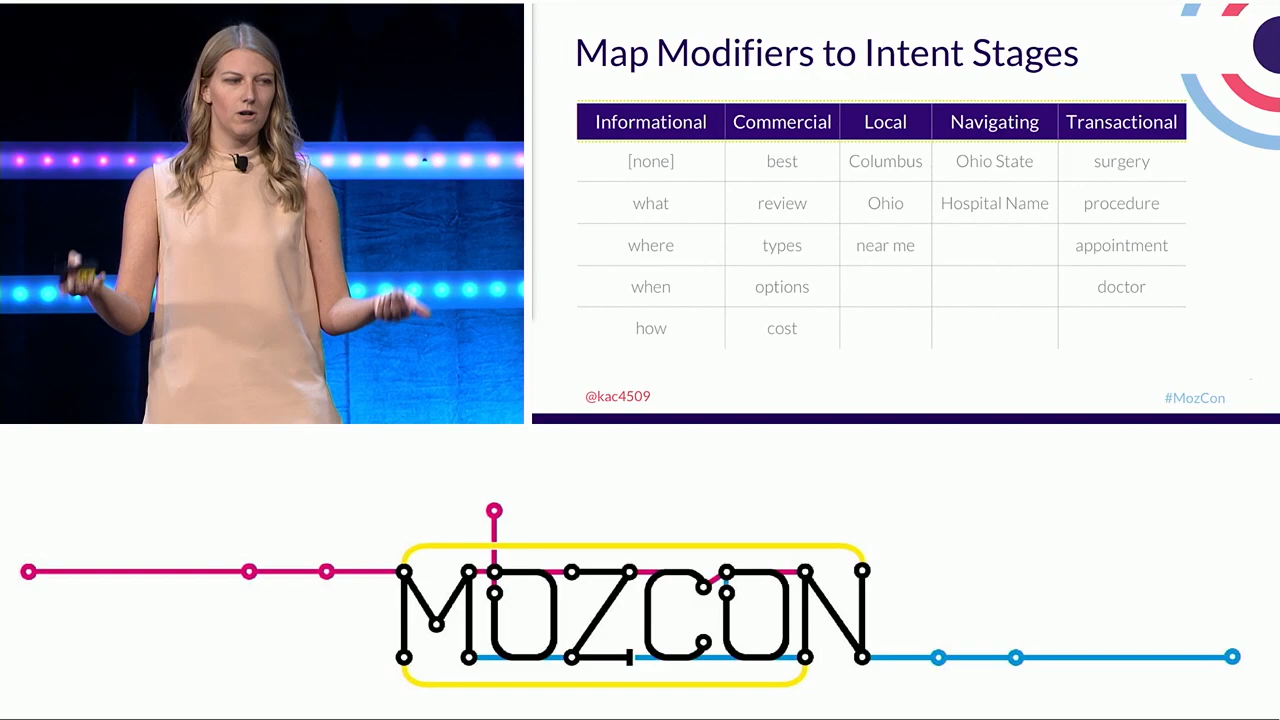 Map Modifiers to Intent Stages
Informational Commercial Local Navigating Transactional
[none] best Columbus Ohio State surgery
what review Ohio Hospital Name procedure
where types near me appointment
when options doctor
how cost
@kac4509
#MozCon
MOZCON